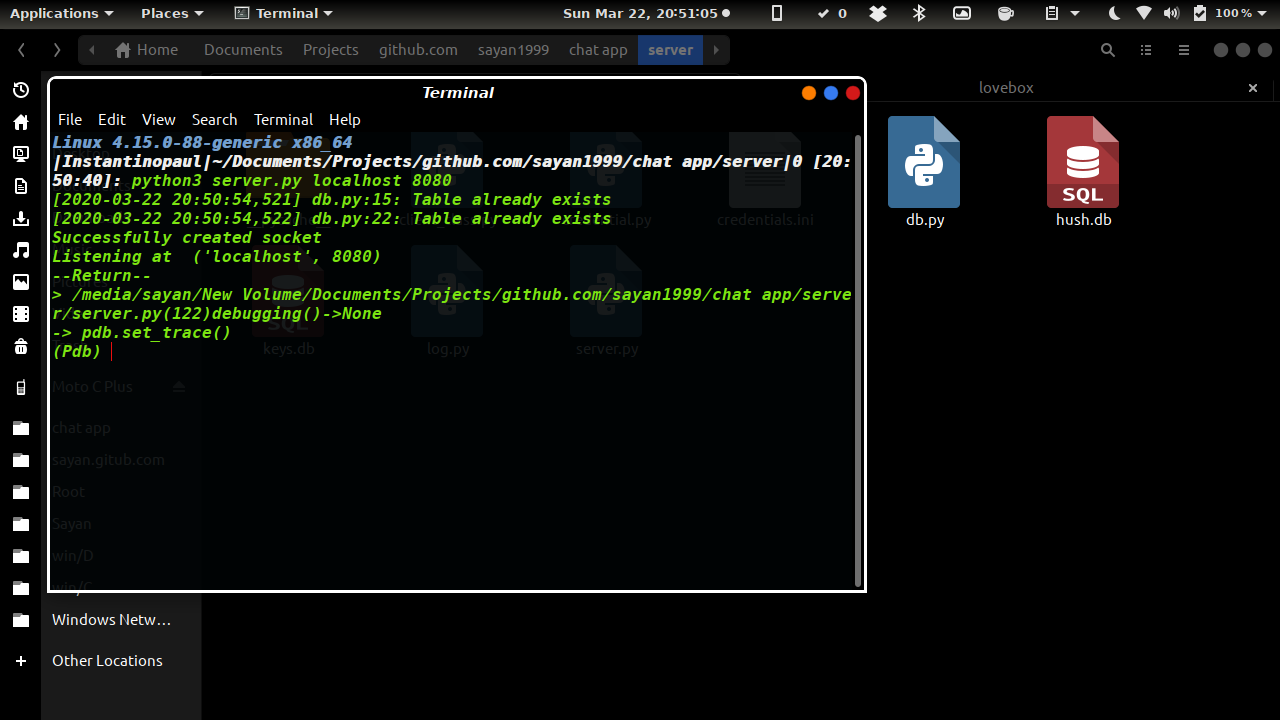 Applications Places Terminal Sun Mar 22, 20:51:05 0 100 %
Home Documents Projects github.com sayan1999 chat app server
lovebox
Terminal
File Edit View Search Terminal Help
Linux 4.15.0-88-generic x86_64
|Instantinopaul|~/Documents/Projects/github.com/sayan1999/chat app/server|0 [20:
50:40]: python3 server.py localhost 8080
[2020-03-22 20:50:54,521] db.py:15: Table already exists
[2020-03-22 20:50:54,522] db.py:22: Table already exists
Successfully created socket
Listening at  ('localhost', 8080)
--Return--
> /media/sayan/New Volume/Documents/Projects/github.com/sayan1999/chat app/serve
r/server.py(122)debugging()->None
-> pdb.set_trace()
(Pdb)
credentials.ini
keys.db log.py server.py
SQL
db.py hush.db
Moto C Plus
chat app
sayan.gitub.com
Root
Sayan
win/D
win/C
Windows Netw…
Other Locations